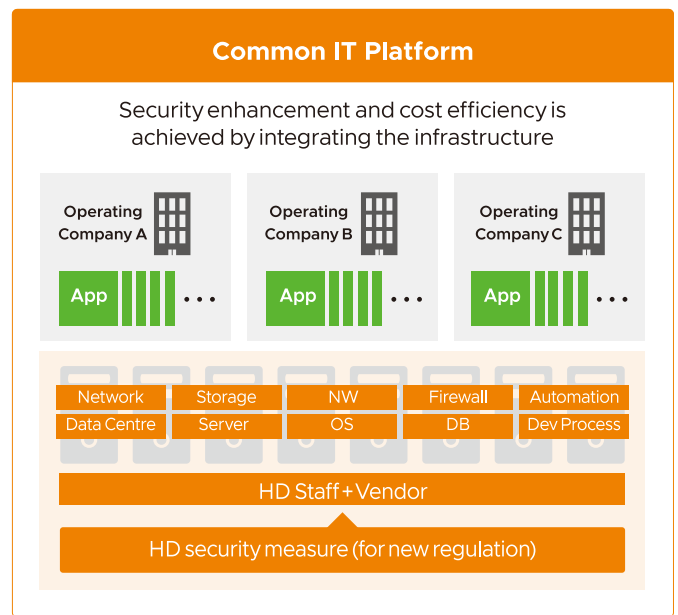 Common IT Platform
Security enhancement and cost efficiency is
achieved by integrating the infrastructure
Operating
Company A
App
...
Operating
Company B
App
...
Operating
Company C
App
...
Network
Storage
NW
Firewall
Automation
Data Centre
Server
OS
DB
Dev Process
HD Staff+Vendor
HD security measure (for new regulation)